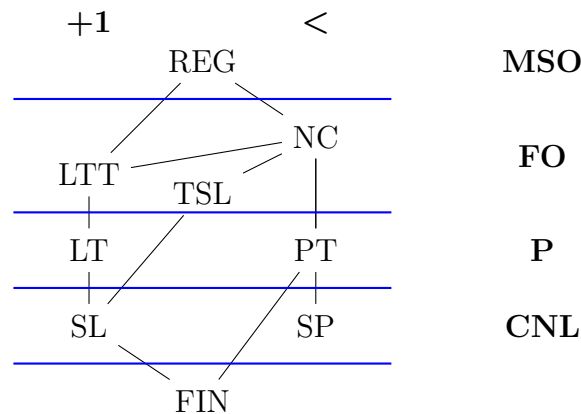 +1 <
REG MSO
NC
FO
LTT
TSL
LT PT P
SL SP CNL
FIN